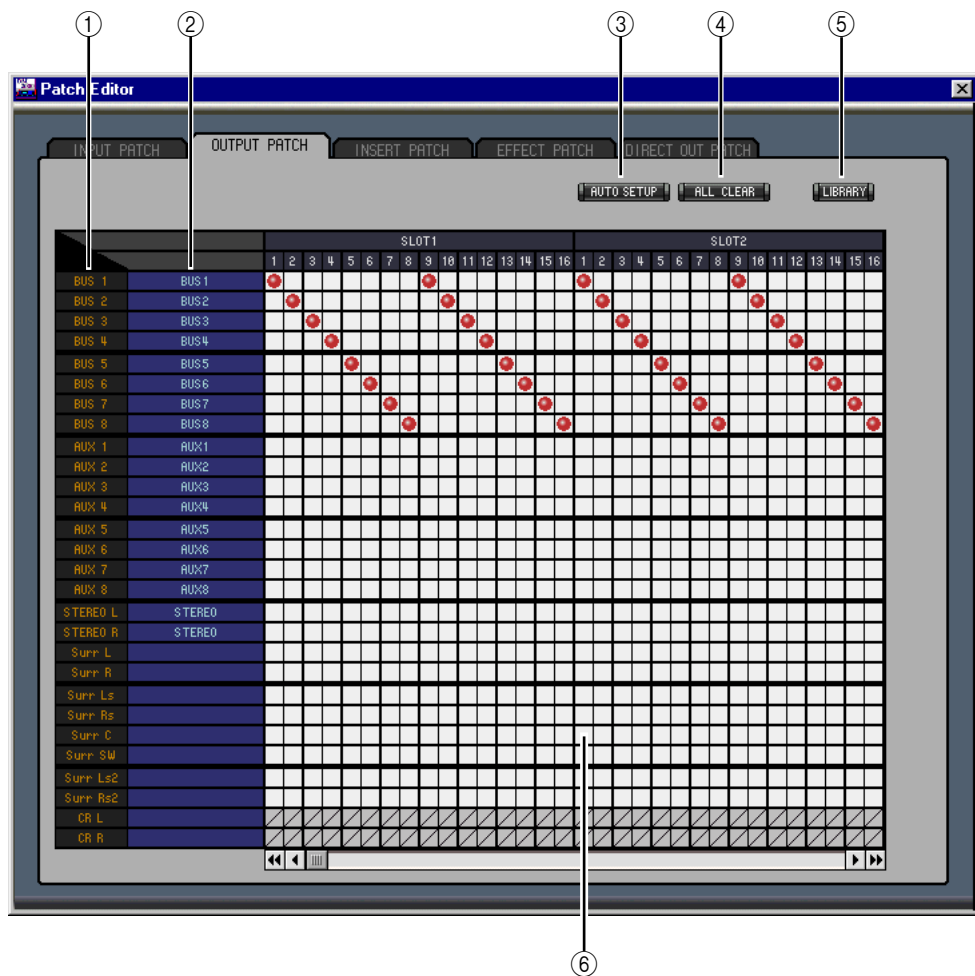 ① ② ③ ④ ⑤
Patch Editor
INPUT PATCH OUTPUT PATCH INSERT PATCH EFFECT PATCH DIRECT OUT PATCH
AUTO SETUP ALL CLEAR LIBRARY
SLOT1 SLOT2
1 2 3 4 5 6 7 8 9 10 11 12 13 14 15 16 1 2 3 4 5 6 7 8 9 10 11 12 13 14 15 16
BUS 1 BUS1
BUS 2 BUS2
BUS 3 BUS3
BUS 4 BUS4
BUS 5 BUS5
BUS 6 BUS6
BUS 7 BUS7
BUS 8 BUS8
AUX 1 AUX1
AUX 2 AUX2
AUX 3 AUX3
AUX 4 AUX4
AUX 5 AUX5
AUX 6 AUX6
AUX 7 AUX7
AUX 8 AUX8
STEREO L STEREO
STEREO R STEREO
Surr L
Surr R
Surr Ls
Surr Rs
Surr C
Surr SW
Surr Ls2
Surr Rs2
CR L
CR R
⑥